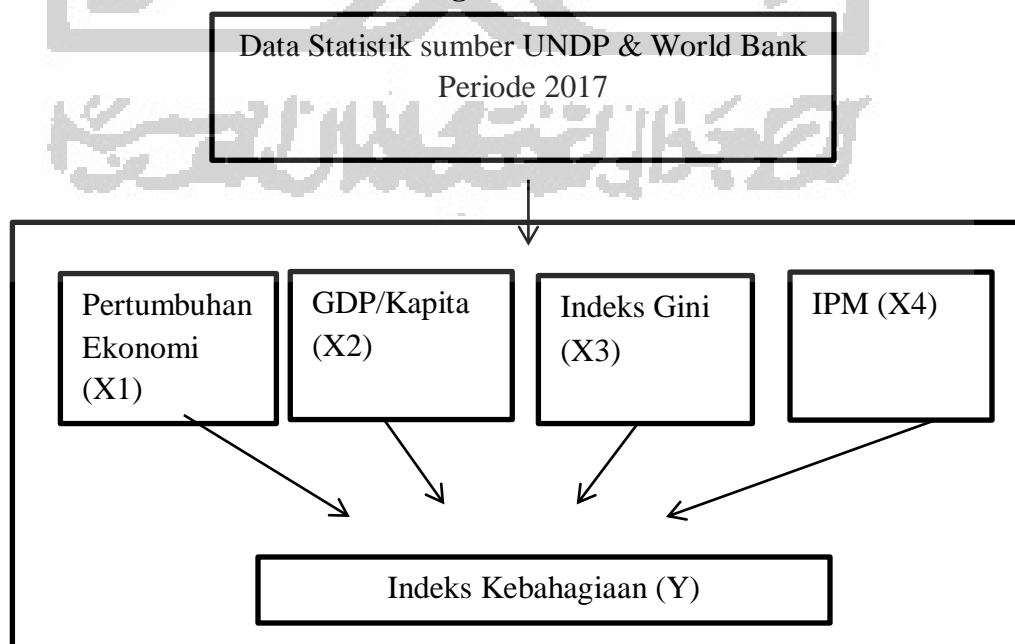 Data Statistik sumber UNDP & World Bank
Periode 2017
Pertumbuhan
Ekonomi
(X1)
GDP/Kapita
(X2)
Indeks Gini
(X3)
IPM (X4)
Indeks Kebahagiaan (Y)